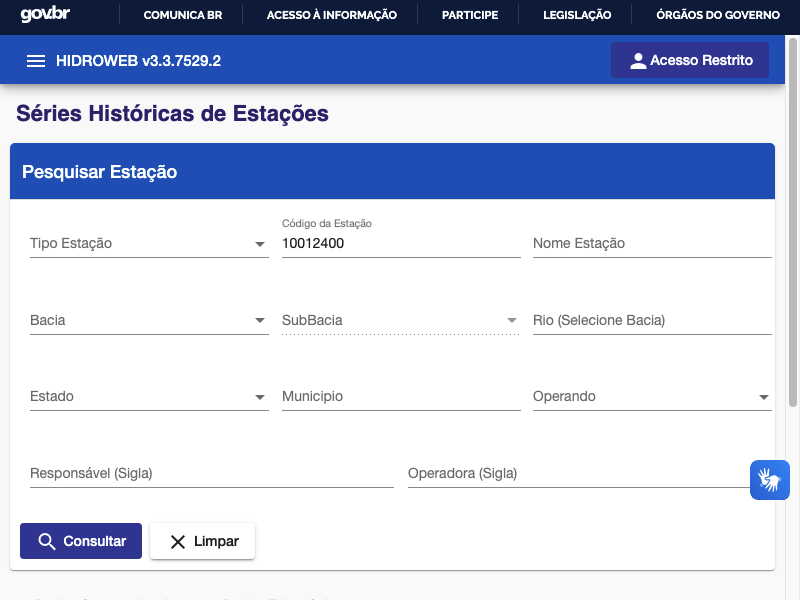 gov.br COMUNICA BR ACESSO À INFORMAÇÃO PARTICIPE LEGISLAÇÃO ÓRGÃOS DO GOVERNO
HIDROWEB v3.3.7529.2 Acesso Restrito
Séries Históricas de Estações
Pesquisar Estação
Código da Estação
Tipo Estação 10012400 Nome Estação
Bacia SubBacia Rio (Selecione Bacia)
Estado Municipio Operando
Responsável (Sigla) Operadora (Sigla)
Consultar Limpar